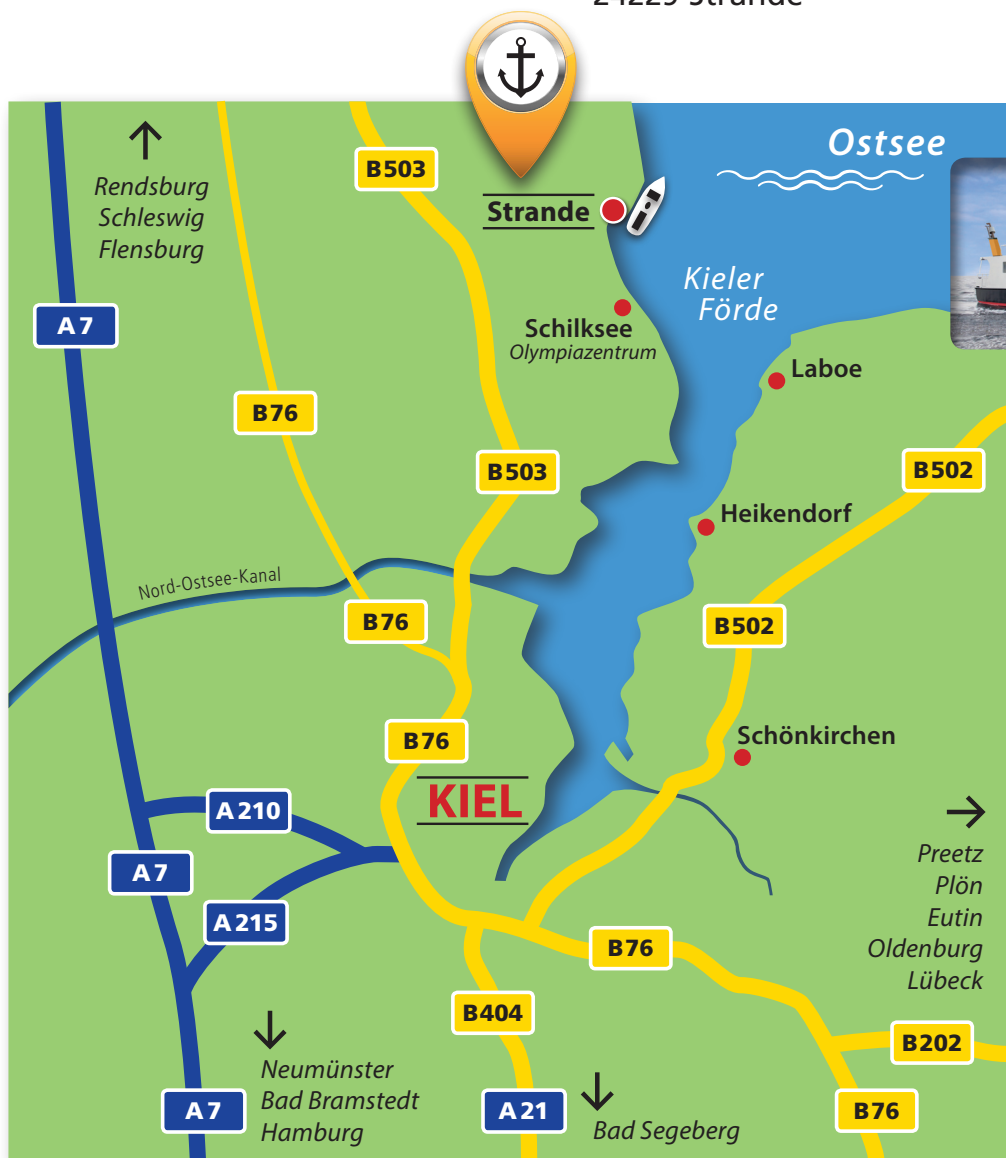 24229 Strande
Ostsee
B503
Rendsburg
Schleswig
Flensburg
Strande
Kieler
Förde
A7
Schilksee
Olympiazentrum
Laboe
B76
B503
B502
Heikendorf
Nord-Ostsee-Kanal
B76
B502
B76
Schönkirchen
KIEL
A210
A7
Preetz
Plön
Eutin
Oldenburg
Lübeck
A215
B76
B404
B202
Neumünster
Bad Bramstedt
Hamburg
A7
A21
Bad Segeberg
B76